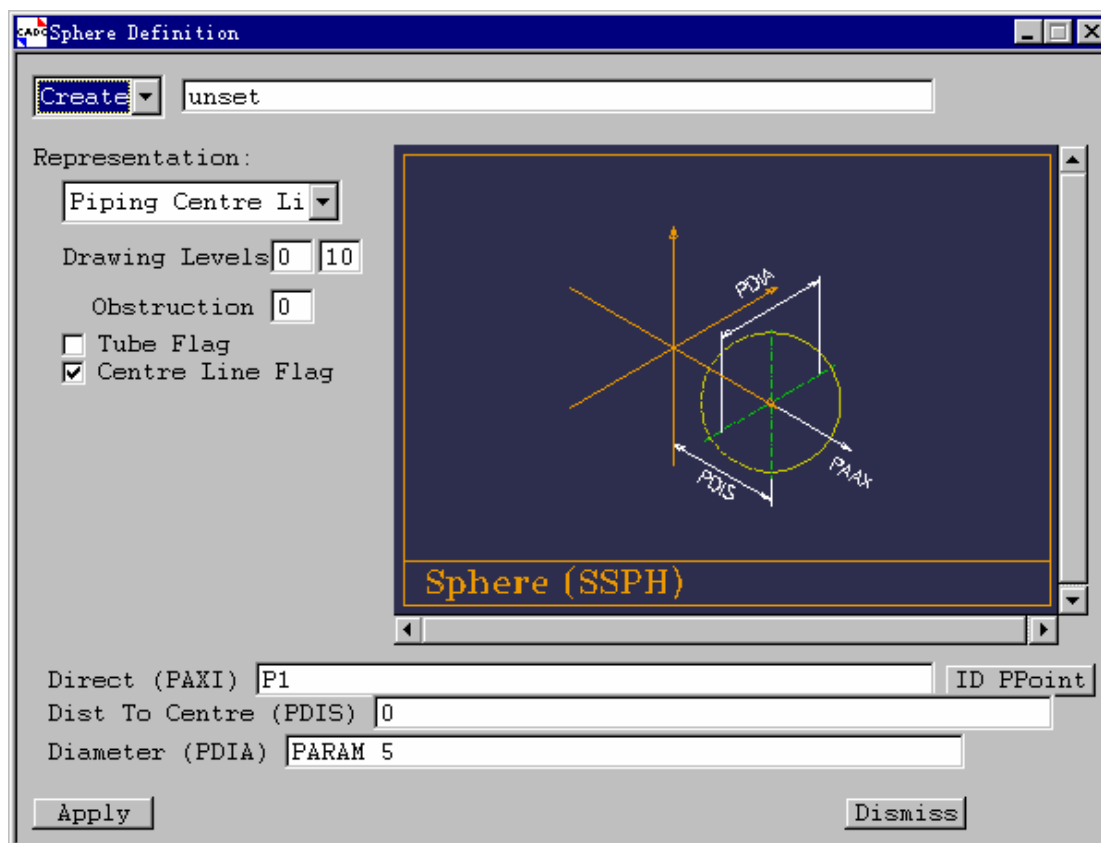 CADC Sphere Definition
Create unset
Representation:
Piping Centre Li
Drawing Levels 0 10
Obstruction 0
Tube Flag
Centre Line Flag
PDIA
PAAX
PDIS
Sphere (SSPH)
Direct (PAXI) P1 ID PPoint
Dist To Centre (PDIS) 0
Diameter (PDIA) PARAM 5
Apply Dismiss